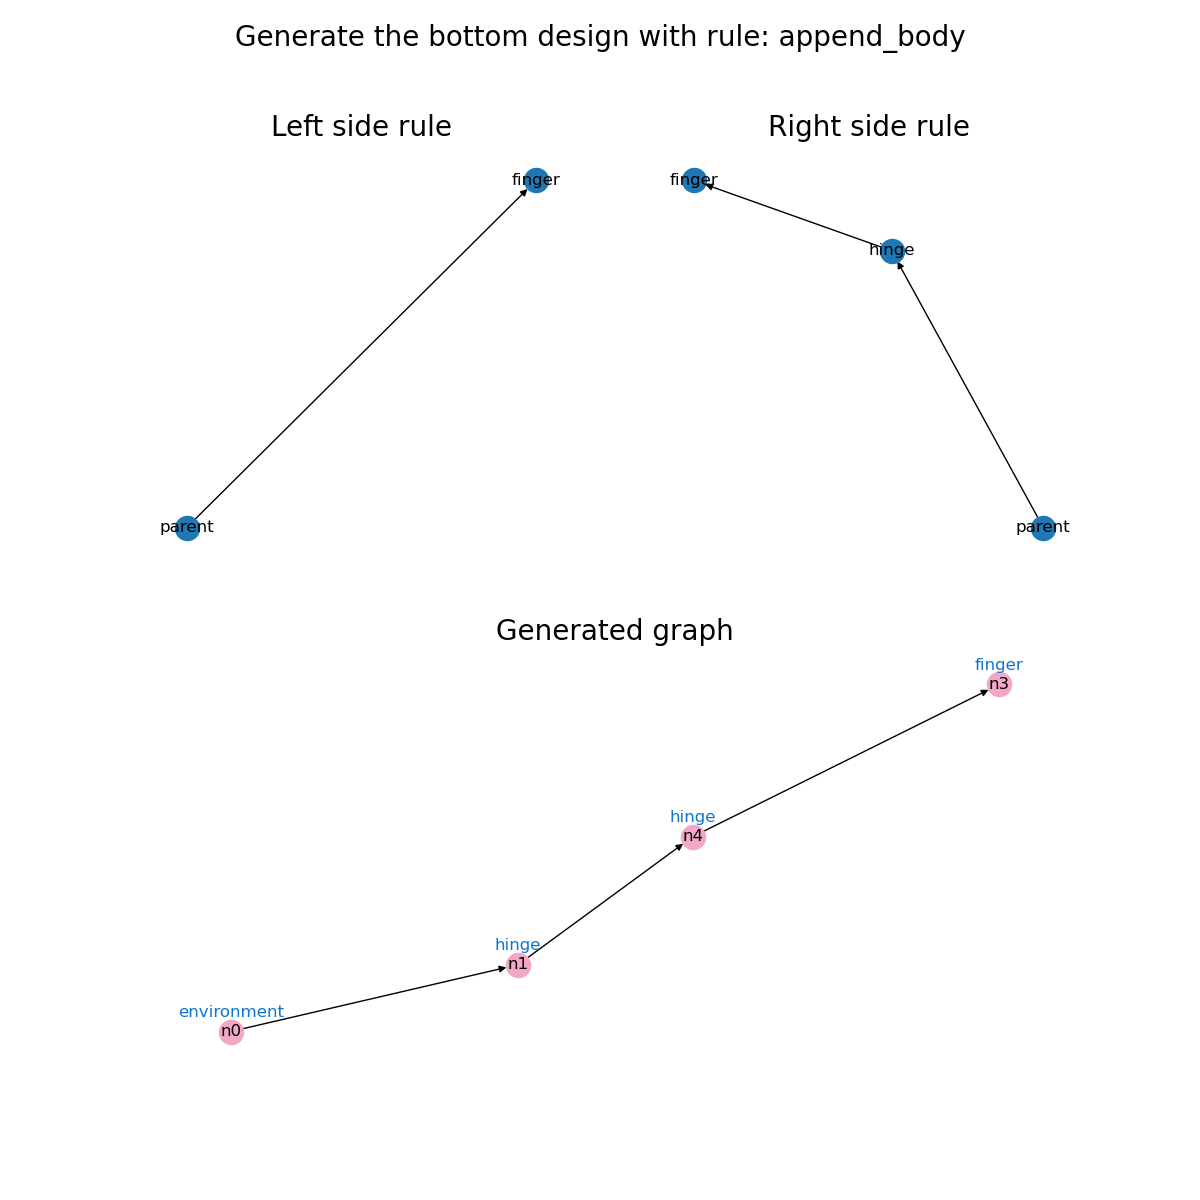 Generate the bottom design with rule: append_body
Left side rule
Right side rule
finger
finger
hinge
parent
parent
Generated graph
finger
n3
hinge
n4
hinge
n1
environment
n0